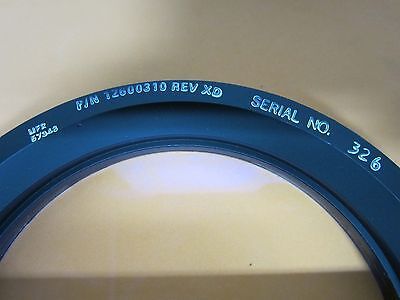 MFR
57343
P/N 12600310 REV XD
SERIAL NO.
326